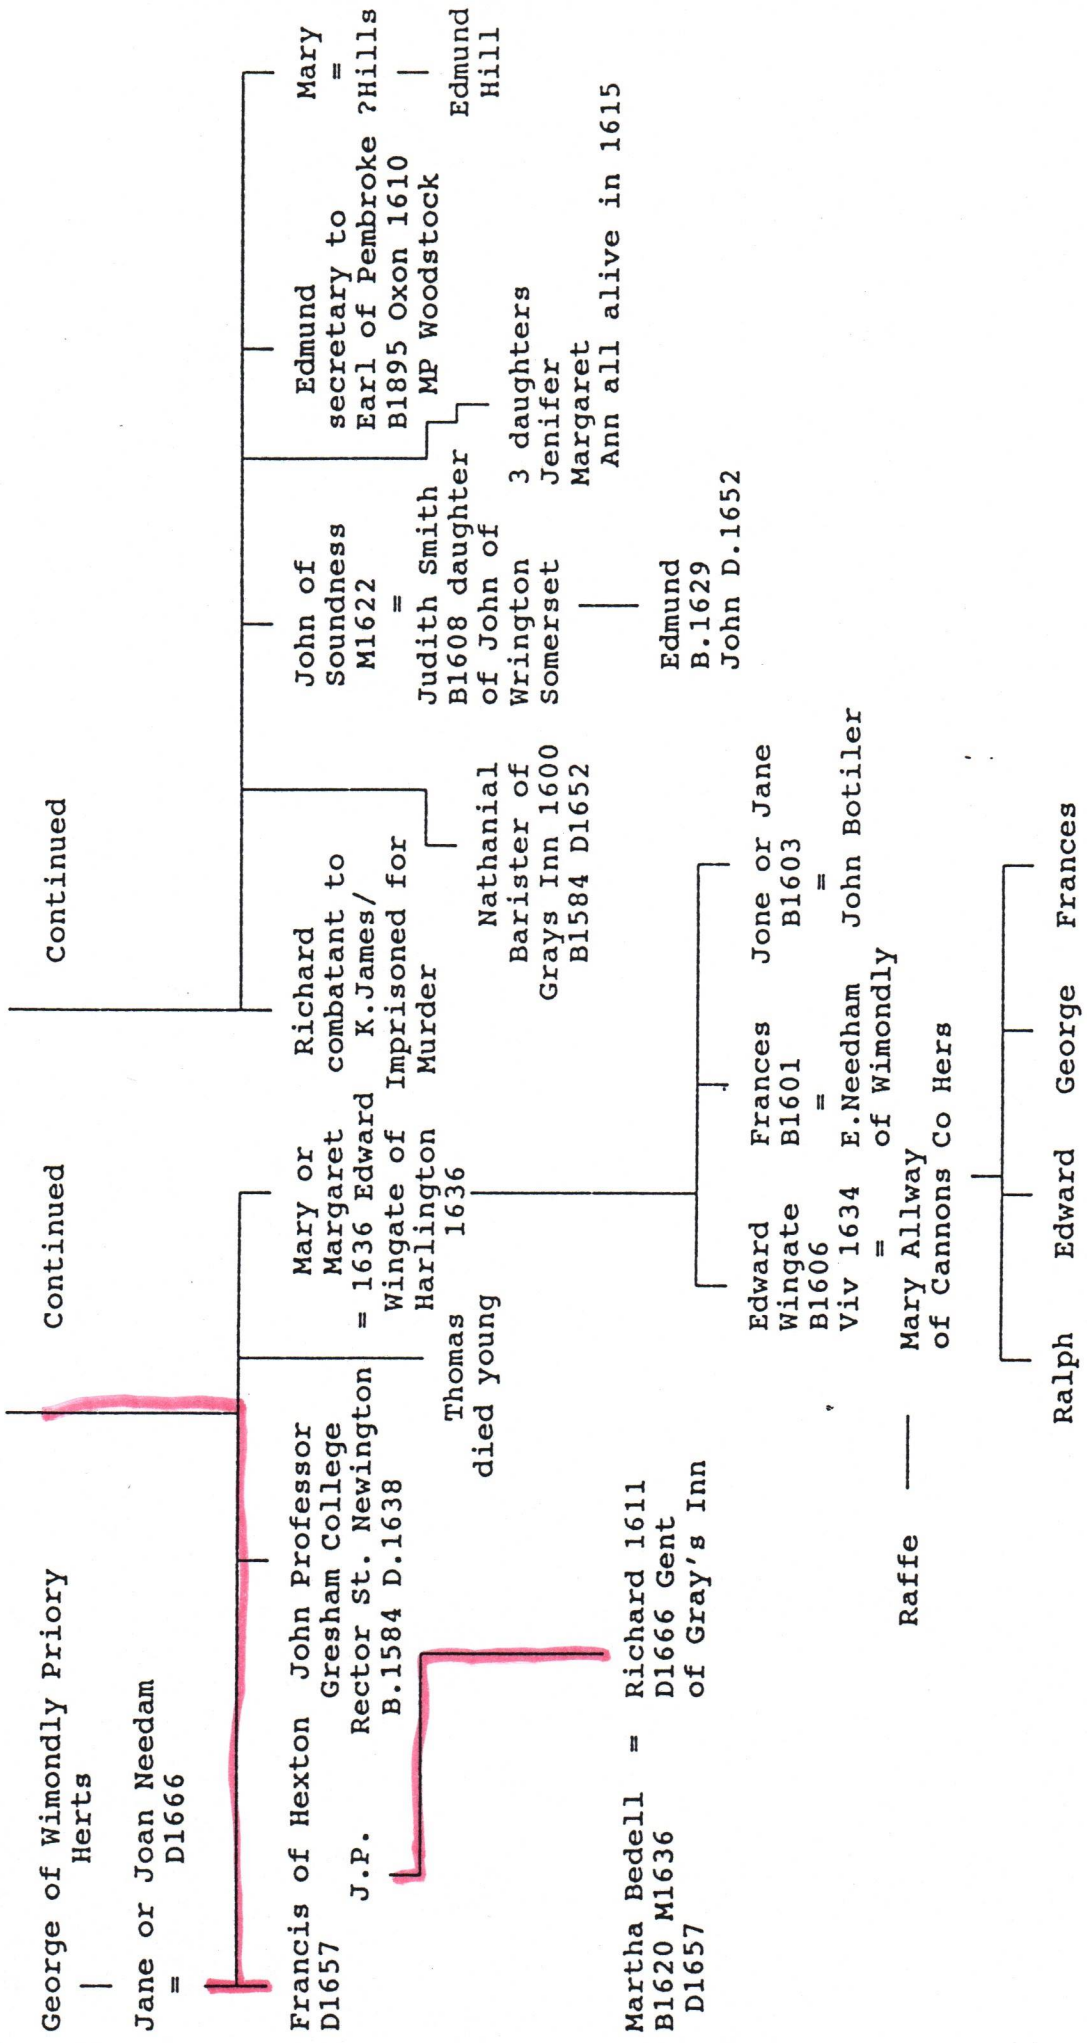 Continued
Continued
George of Wimondly Priory
Herts
Jane or Joan Needam
=
D1666
Francis of Hexton
D1657
J.P.
John Professor
Gresham College
Rector St. Newington
B.1584 D.1638
Thomas
died young
Mary or
Margaret
= 1636 Edward
Wingate of
Harlington
1636
Richard
combatant to
K.James/
Imprisoned for
Murder
Nathanial
Barister of
Grays Inn 1600
B1584 D1652
John of
Soundness
M1622
=
Judith Smith
B1608 daughter
of John of
Wrington
Somerset
Edmund
B.1629
John D.1652
3 daughters
Jenifer
Margaret
Ann all alive in 1615
Edmund
secretary to
Earl of Pembroke
B1895 Oxon 1610
MP Woodstock
Mary
=
?Hills
Edmund
Hill
Martha Bedell = Richard 1611
B1620 M1636
D1657
D1666 Gent
of Gray's Inn
Edward
Wingate
B1606
Viv 1634
=
Raffe
Mary Allway
of Cannons Co Hers
Frances
B1601
=
E.Needham
of Wimondly
Jone or Jane
B1603
=
John Botiler
Ralph Edward George Frances